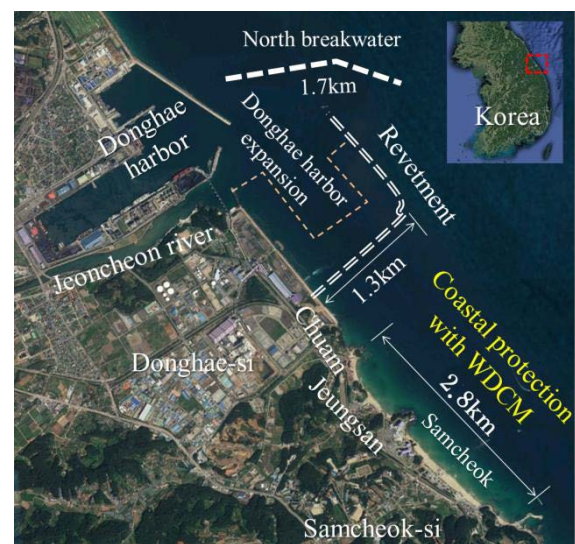 North breakwater
1.7km
Korea
Donghae
harbor
Donghae harbor
expansion
Revetment
Jeoncheon river
1.3km
Coastal protection
with WDCM
2.8km
Chuam
Donghae-si
Jeungsan
Samcheok
Samcheok-si